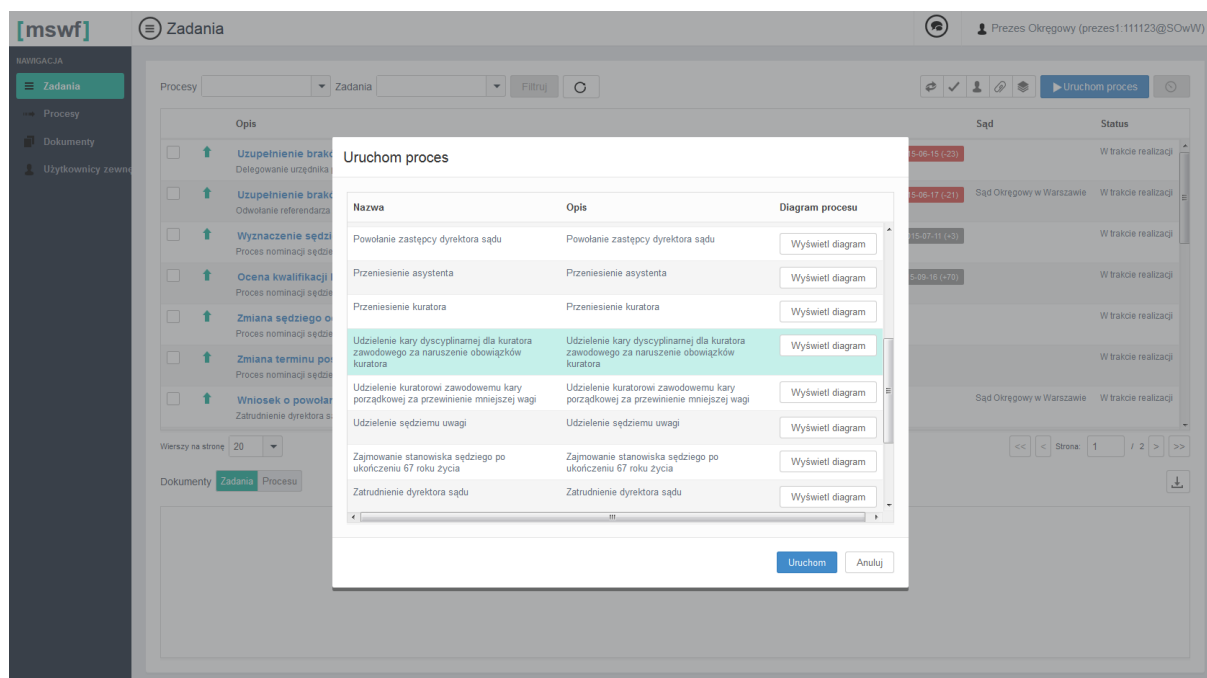 [mswf]
Zadania
Prezes Okręgowy (prezes1:111123@SOwW)
NAWIGACJA
Zadania
Procesy
Dokumenty
Użytkownicy zewnę
Procesy Zadania Filtruj Uruchom proces
Opis Sąd Status
Uzupełnienie brakó
Delegowanie urzędnika
15-06-15 (-23)
W trakcie realizacji
Uzupełnienie brakó
Odwołanie referendarza
15-06-17 (-21)
Sąd Okręgowy w Warszawie W trakcie realizacji
Wyznaczenie sędzi
Proces nominacji sędzie
15-07-11 (+3)
W trakcie realizacji
Ocena kwalifikacji
Proces nominacji sędzie
5-09-16 (+70)
W trakcie realizacji
Zmiana sędziego o
Proces nominacji sędzie
W trakcie realizacji
Zmiana terminu po
Proces nominacji sędzie
W trakcie realizacji
Wniosek o powołan
Zatrudnienie dyrektora s
Sąd Okręgowy w Warszawie W trakcie realizacji
Wierszy na stronę 20
<< < Strona: 1 / 2 > >>
Dokumenty Zadania Procesu
Uruchom proces
Nazwa Opis Diagram procesu
Powołanie zastępcy dyrektora sądu Powołanie zastępcy dyrektora sądu Wyświetl diagram
Przeniesienie asystenta Przeniesienie asystenta Wyświetl diagram
Przeniesienie kuratora Przeniesienie kuratora Wyświetl diagram
Udzielenie kary dyscyplinarnej dla kuratora Udzielenie kary dyscyplinarnej dla kuratora Wyświetl diagram
zawodowego za naruszenie obowiązków zawodowego za naruszenie obowiązków
kuratora kuratora
Udzielenie kuratorowi zawodowemu kary Udzielenie kuratorowi zawodowemu kary Wyświetl diagram
porządkowej za przewinienie mniejszej wagi porządkowej za przewinienie mniejszej wagi
Udzielenie sędziemu uwagi Udzielenie sędziemu uwagi Wyświetl diagram
Zajmowanie stanowiska sędziego po Zajmowanie stanowiska sędziego po Wyświetl diagram
ukończeniu 67 roku życia ukończeniu 67 roku życia
Zatrudnienie dyrektora sądu Zatrudnienie dyrektora sądu Wyświetl diagram
Uruchom Anuluj